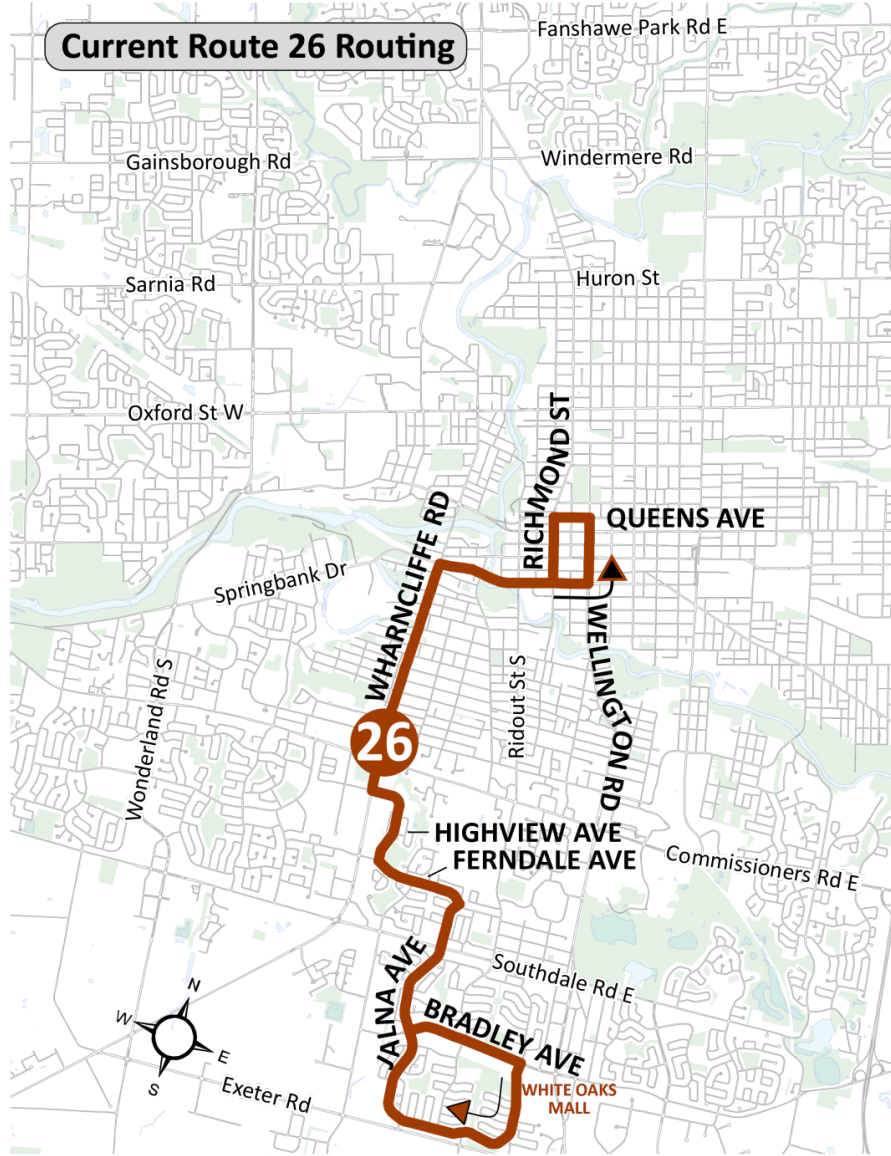 Current Route 26 Routing
Fanshawe Park Rd E
Gainsborough Rd
Windermere Rd
Sarnia Rd
Huron St
Oxford St W
RICHMOND ST
QUEENS AVE
WHARNCLIFFE RD
Springbank Dr
WELLINGTON RD
Wonderland Rd S
Ridout St S
26
HIGHVIEW AVE
FERNDALE AVE
Commissioners Rd E
JALNA AVE
Southdale Rd E
BRADLEY AVE
N
W
E
S
Exeter Rd
WHITE OAKS
MALL